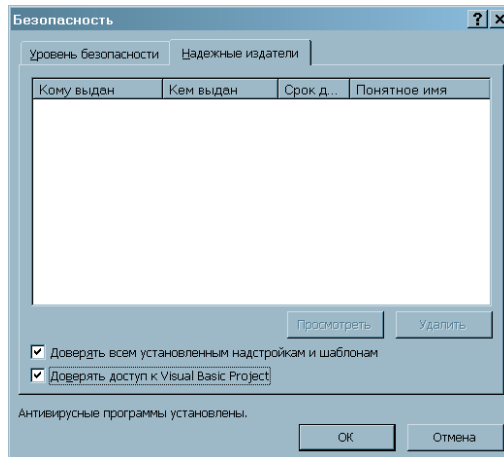 Безопасность
Уровень безопасности Надежные издатели
Кому выдан Кем выдан Срок д... Понятное имя
Просмотреть Удалить
Доверять всем установленным надстройкам и шаблонам
Доверять доступ к Visual Basic Project
Антивирусные программы установлены.
ОК Отмена